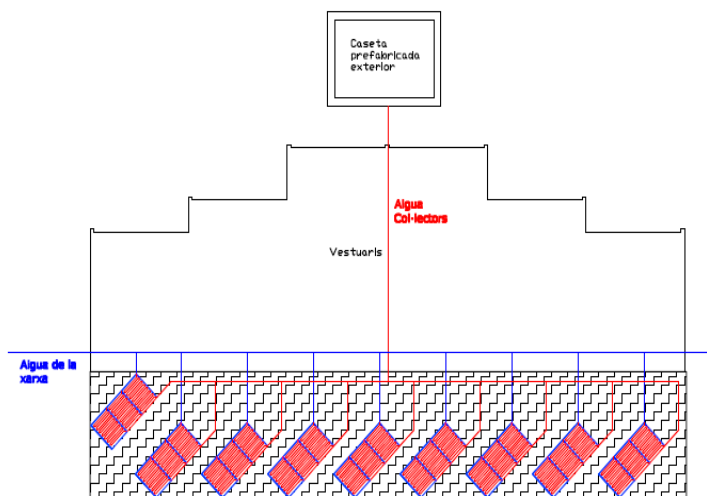 Caseta
prefabricada
exterior
Aigua
Col·lectors
Vestuaris
Aigua de la
xarxa